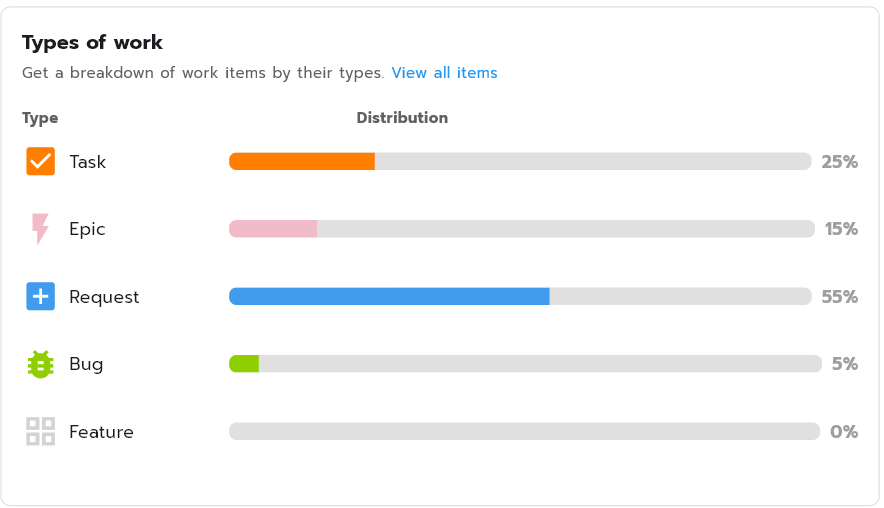 Types of work
Get a breakdown of work items by their types. View all items
Type Distribution
Task 25%
Epic 15%
Request 55%
Bug 5%
Feature 0%